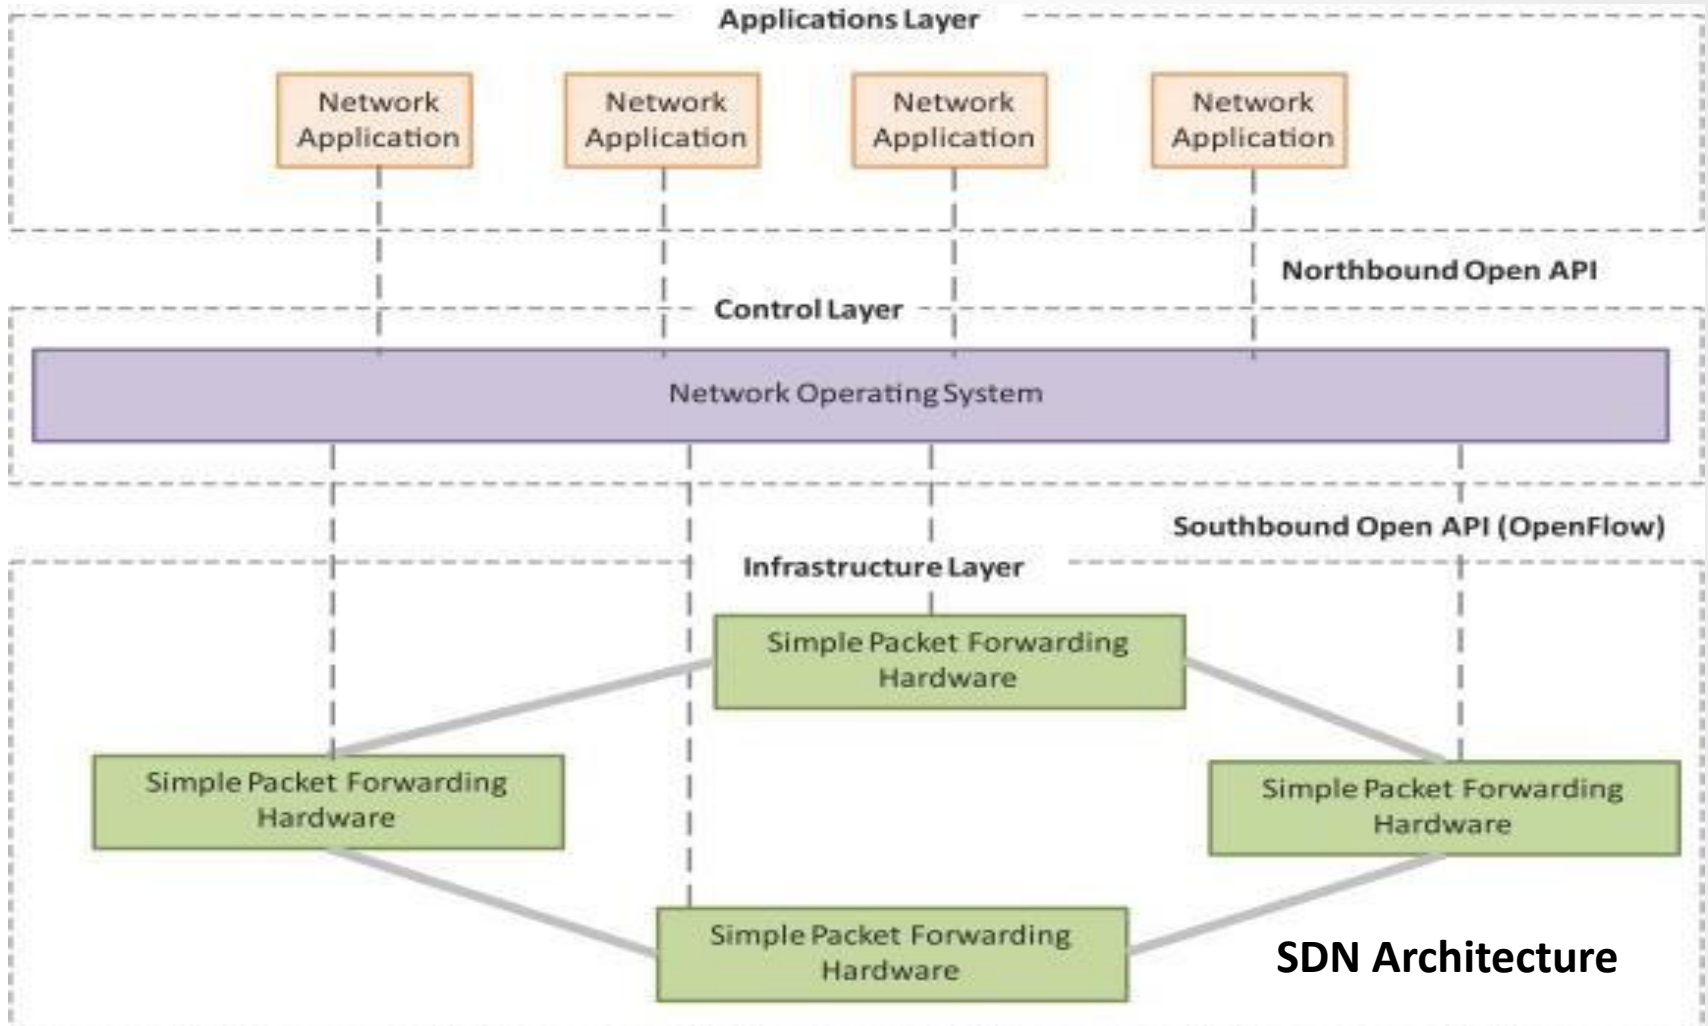 Applications Layer
Network
Application
Network
Application
Network
Application
Network
Application
Northbound Open API
Control Layer
Network Operating System
Southbound Open API (OpenFlow)
Infrastructure Layer
Simple Packet Forwarding
Hardware
Simple Packet Forwarding
Hardware
Simple Packet Forwarding
Hardware
Simple Packet Forwarding
Hardware
SDN Architecture